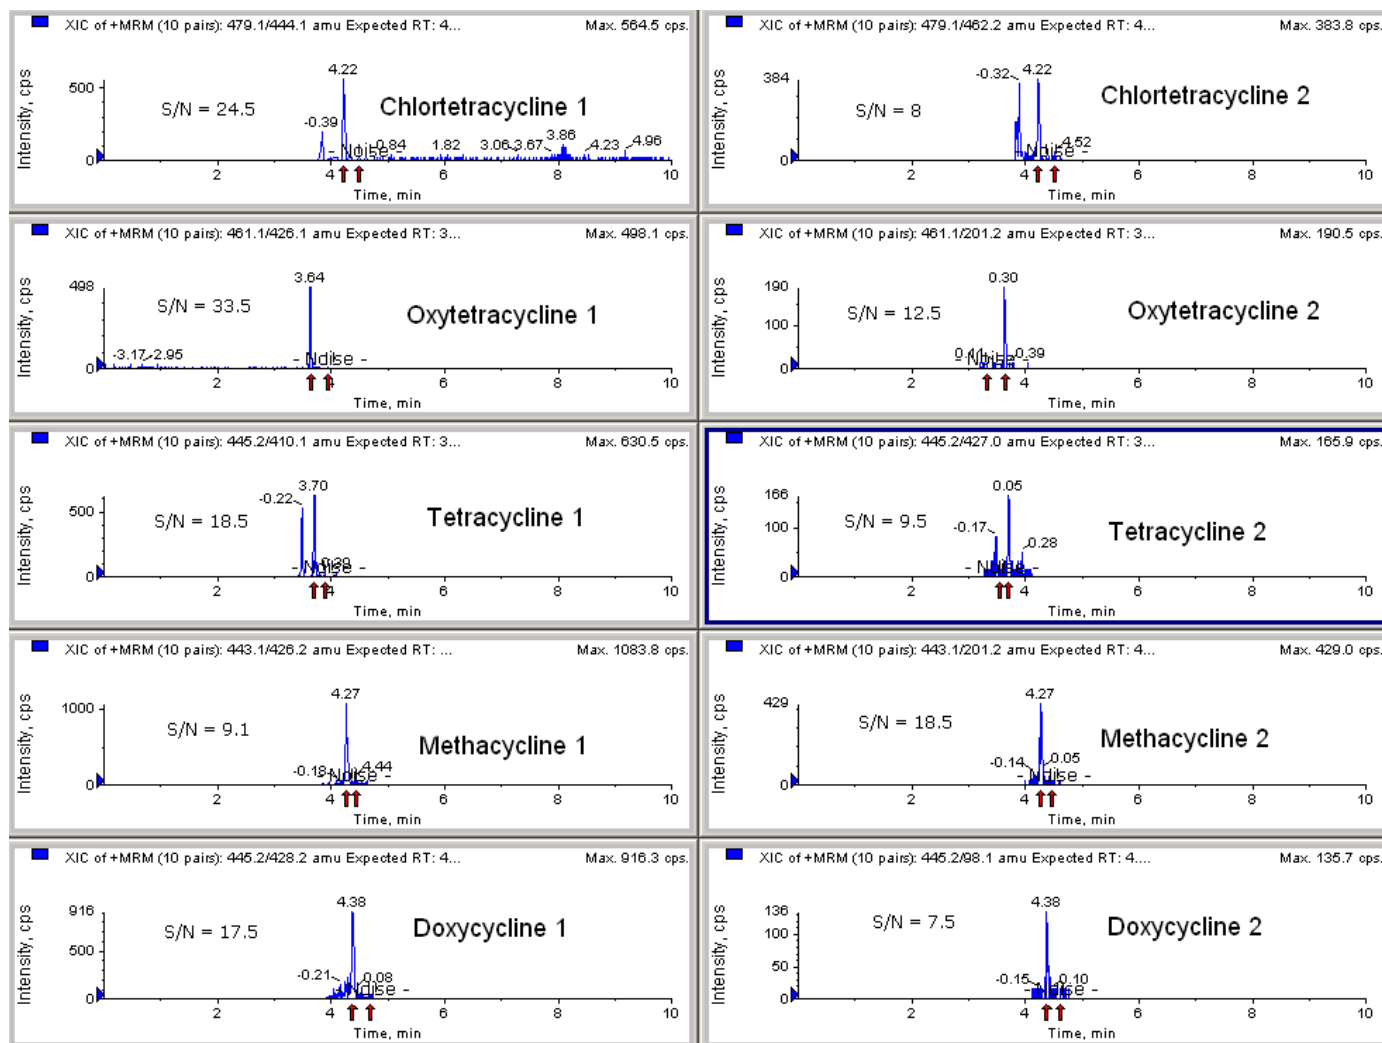 XIC of +MRM (10 pairs): 479.1/444.1 amu Expected RT: 4... Max. 564.5 cps.
Intensity, cps
500
0
S/N = 24.5
Chlortetracycline 1
4.22
-0.39
- Noise -
0.84 1.82 3.06 3.67 3.86 4.23 4.96
2 4 6 8 10
Time, min
XIC of +MRM (10 pairs): 479.1/462.2 amu Expected RT: 4... Max. 383.8 cps.
Intensity, cps
384
0
S/N = 8
Chlortetracycline 2
-0.32 4.22
- Noise -
4.52
2 4 6 8 10
Time, min
XIC of +MRM (10 pairs): 461.1/426.1 amu Expected RT: 3... Max. 498.1 cps.
Intensity, cps
498
0
S/N = 33.5
Oxytetracycline 1
3.64
-3.17 -2.95
- Noise -
2 4 6 8 10
Time, min
XIC of +MRM (10 pairs): 461.1/201.2 amu Expected RT: 3... Max. 190.5 cps.
Intensity, cps
190
100
0
S/N = 12.5
Oxytetracycline 2
0.30
- Noise -
0.39
2 4 6 8 10
Time, min
XIC of +MRM (10 pairs): 445.2/410.1 amu Expected RT: 3... Max. 630.5 cps.
Intensity, cps
500
0
S/N = 18.5
Tetracycline 1
-0.22 3.70
- Noise -
2 4 6 8 10
Time, min
XIC of +MRM (10 pairs): 445.2/427.0 amu Expected RT: 3... Max. 165.9 cps.
Intensity, cps
166
100
0
S/N = 9.5
Tetracycline 2
0.05
-0.17
0.28
- Noise -
2 4 6 8 10
Time, min
XIC of +MRM (10 pairs): 443.1/426.2 amu Expected RT: ... Max. 1083.8 cps.
Intensity, cps
1000
0
S/N = 9.1
Methacycline 1
4.27
-0.18 4.44
- Noise -
2 4 6 8 10
Time, min
XIC of +MRM (10 pairs): 443.1/201.2 amu Expected RT: 4... Max. 429.0 cps.
Intensity, cps
429
0
S/N = 18.5
Methacycline 2
4.27
-0.14 0.05
- Noise -
2 4 6 8 10
Time, min
XIC of +MRM (10 pairs): 445.2/428.2 amu Expected RT: 4... Max. 916.3 cps.
Intensity, cps
916
500
0
S/N = 17.5
Doxycycline 1
4.38
-0.21 0.08
- Noise -
2 4 6 8 10
Time, min
XIC of +MRM (10 pairs): 445.2/98.1 amu Expected RT: 4.... Max. 135.7 cps.
Intensity, cps
136
100
50
0
S/N = 7.5
Doxycycline 2
4.38
-0.15 0.10
- Noise -
2 4 6 8 10
Time, min